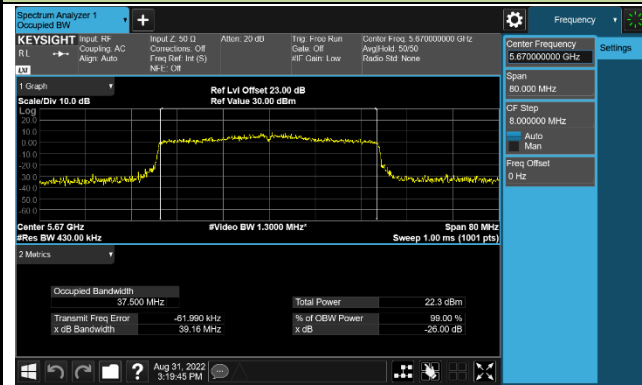 Spectrum Analyzer 1
Occupied BW
Frequency
KEYSIGHT
RL
LXI
Input: RF
Coupling: AC
Align: Auto
Input Z: 50 Ω
Corrections: Off
Freq Ref: Int (S)
NFE: Off
Atten: 20 dB
Trig: Free Run
Gate: Off
#IF Gain: Low
Center Freq: 5.670000000 GHz
Avg|Hold: 50/50
Radio Std: None
Center Frequency
5.670000000 GHz
Settings
Span
80.000 MHz
CF Step
8.000000 MHz
Auto
Man
Freq Offset
0 Hz
1 Graph
Scale/Div 10.0 dB
Ref Lvl Offset 23.00 dB
Ref Value 30.00 dBm
Log
20.0
10.0
0.00
-10.0
-20.0
-30.0
-40.0
-50.0
-60.0
Center 5.67 GHz
#Res BW 430.00 kHz
#Video BW 1.3000 MHz*
Span 80 MHz
Sweep 1.00 ms (1001 pts)
2 Metrics
Occupied Bandwidth
37.500 MHz
Total Power
22.3 dBm
Transmit Freq Error
-61.990 kHz
% of OBW Power
99.00 %
x dB Bandwidth
39.16 MHz
x dB
-26.00 dB
Aug 31, 2022
3:19:45 PM